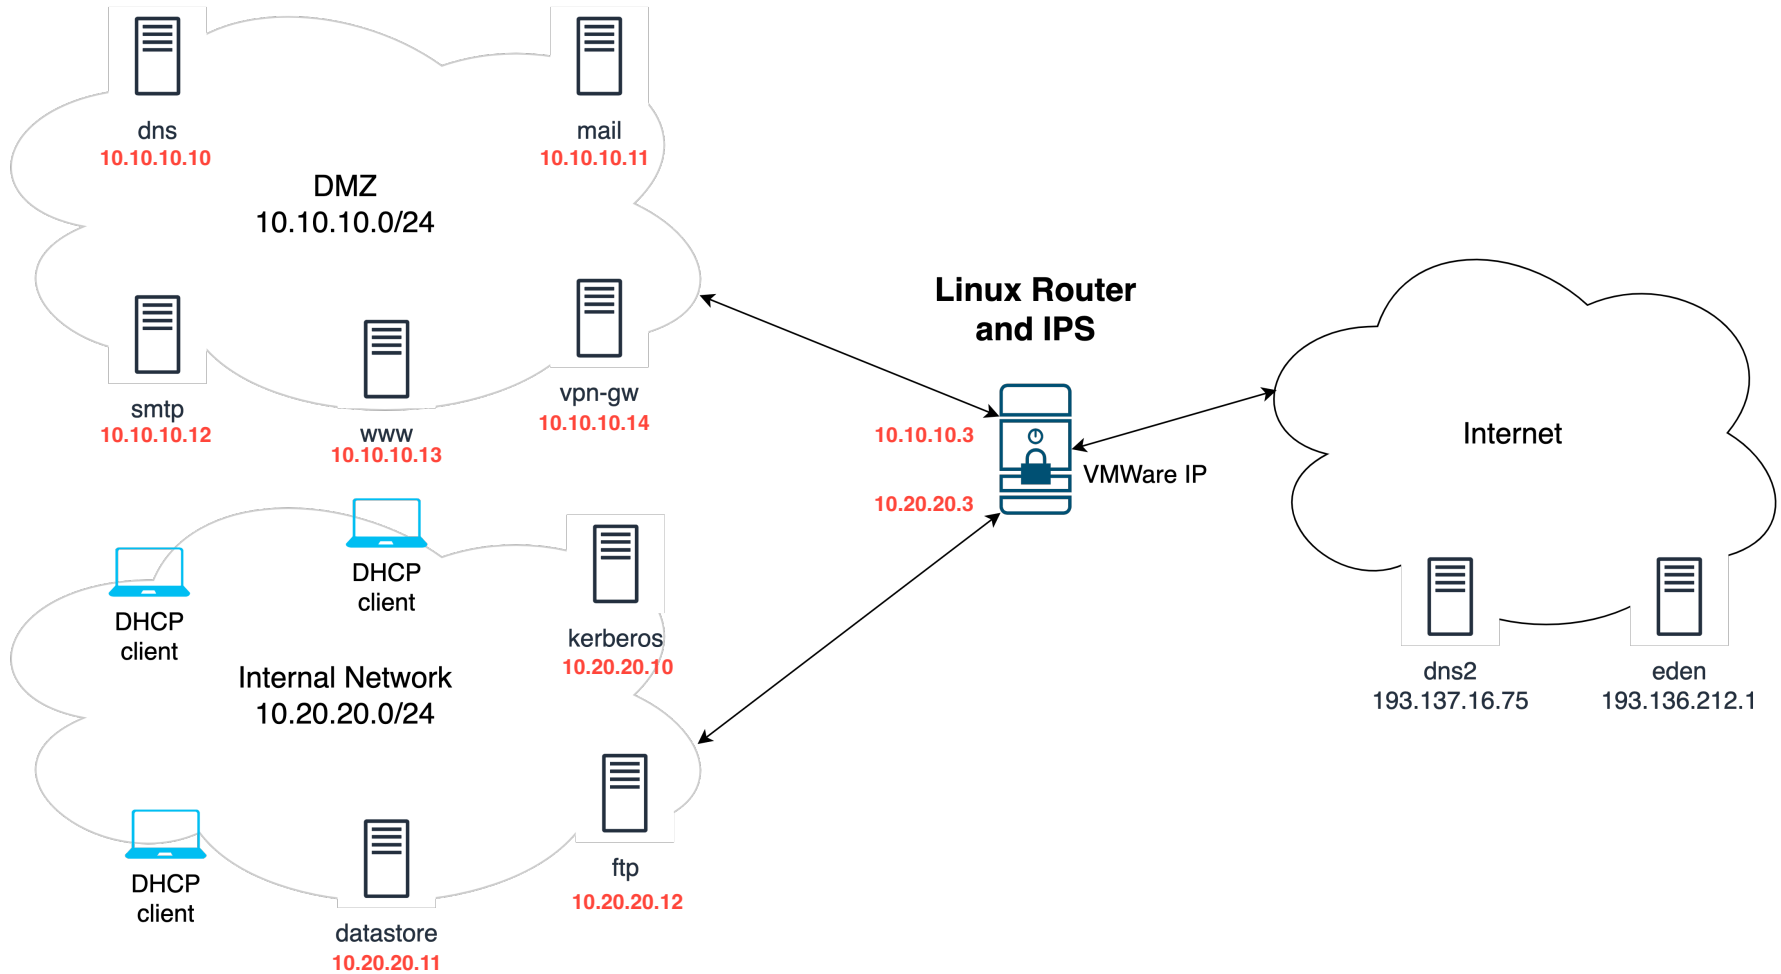 dns
10.10.10.10
mail
10.10.10.11
DMZ
10.10.10.0/24
smtp
10.10.10.12
www
10.10.10.13
vpn-gw
10.10.10.14
Linux Router
and IPS
10.10.10.3
10.20.20.3
VMWare IP
Internet
dns2
193.137.16.75
eden
193.136.212.1
DHCP
client
DHCP
client
kerberos
10.20.20.10
Internal Network
10.20.20.0/24
DHCP
client
datastore
10.20.20.11
ftp
10.20.20.12